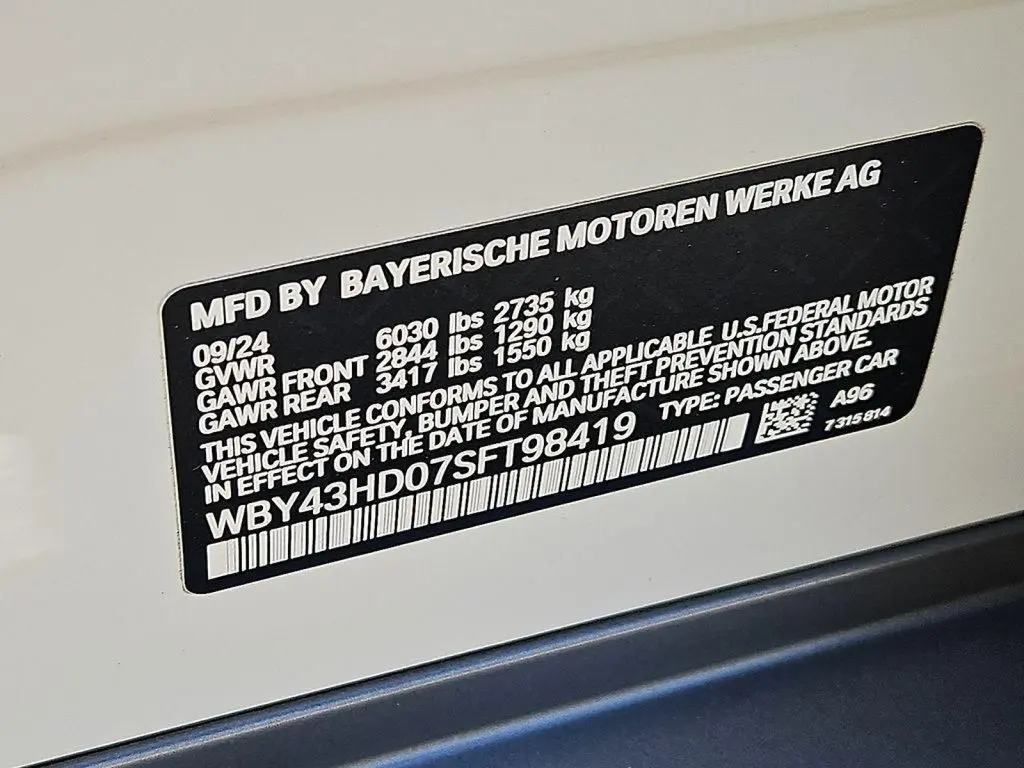 MFD BY BAYERISCHE MOTOREN WERKE AG
09/24
GVWR 6030 lbs 2735 kg
GAWR FRONT 2844 lbs 1290 kg
GAWR REAR 3417 lbs 1550 kg
THIS VEHICLE CONFORMS TO ALL APPLICABLE U.S.FEDERAL MOTOR
VEHICLE SAFETY, BUMPER AND THEFT PREVENTION STANDARDS
IN EFFECT ON THE DATE OF MANUFACTURE SHOWN ABOVE.
WBY43HD07SFT98419 TYPE: PASSENGER CAR
A96
7315814